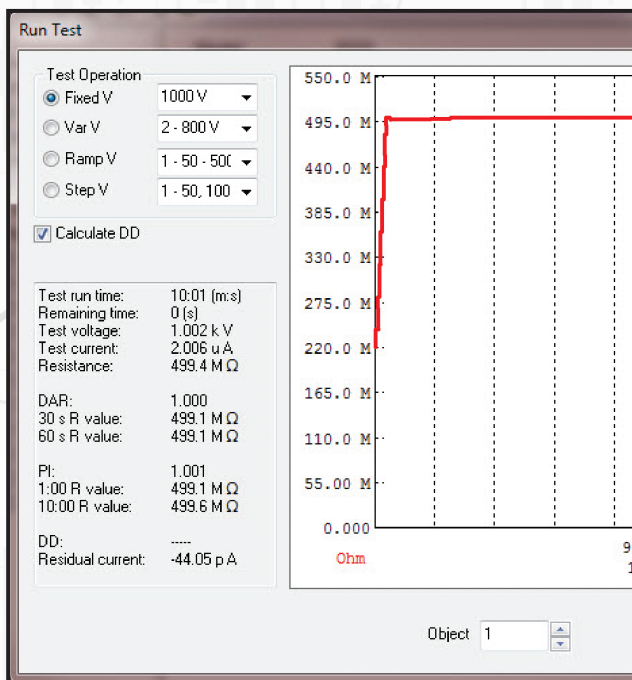 Run Test
Test Operation
Fixed V 1000 V
Var V 2 - 800 V
Ramp V 1 - 50 - 500
Step V 1 - 50, 100
Calculate DD
Test run time: 10:01 (m:s)
Remaining time: 0 (s)
Test voltage: 1.002 k V
Test current: 2.006 u A
Resistance: 499.4 M Ω
DAR: 1.000
30 s R value: 499.1 M Ω
60 s R value: 499.1 M Ω
PI: 1.001
1:00 R value: 499.1 M Ω
10:00 R value: 499.6 M Ω
DD: -----
Residual current: -44.05 p A
550.0 M
495.0 M
440.0 M
385.0 M
330.0 M
275.0 M
220.0 M
165.0 M
110.0 M
55.00 M
0.000
Ohm
9
1
Object 1